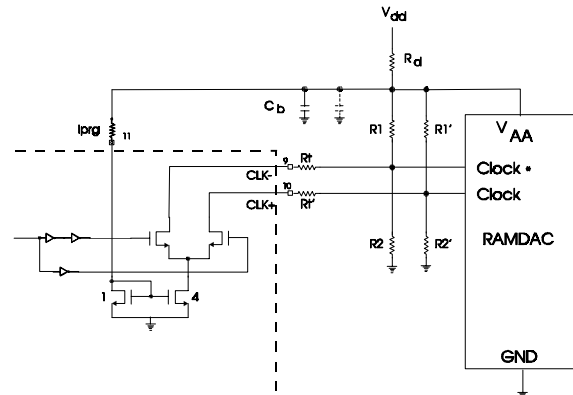 Vdd
Rd
Cb
R1
R1'
VAA
Iprg
11
9
Rt
Clock *
CLK-
10
Rt'
Clock
CLK+
R2
R2'
RAMDAC
1
4
GND